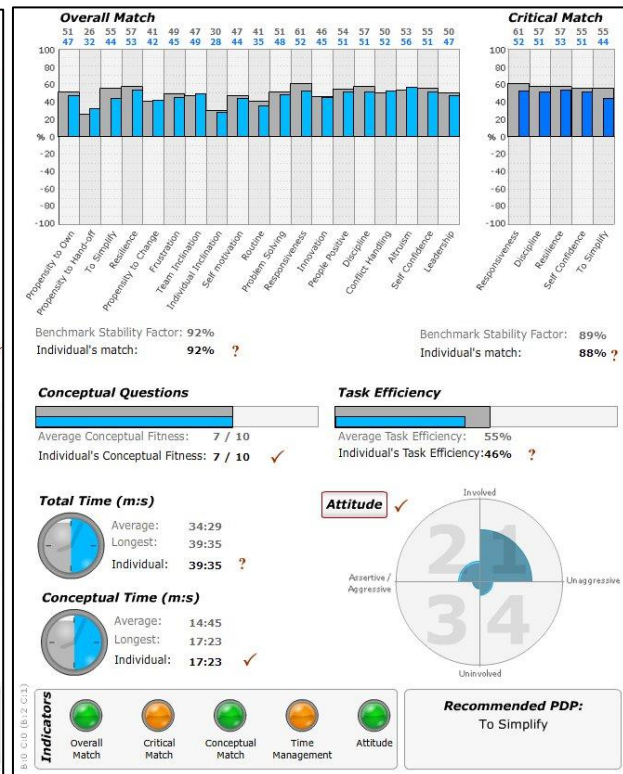 Overall Match
Critical Match
51 26 55 57 41 49 47 30 47 41 51 61 46 54 57 50 53 55 50
47 32 44 53 42 45 49 28 44 35 48 52 45 51 51 52 56 51 47
61 57 57 55 55
52 51 53 51 44
100
80
60
40
20
% 0
-20
-40
-60
-80
-100
100
80
60
40
20
% 0
-20
-40
-60
-80
-100
Propensity to Own
Propensity to Hand-off
To Simplify
Resilience
Propensity to Change
Frustration
Team Inclination
Individual Inclination
Self motivation
Routine
Problem Solving
Responsiveness
Innovation
People Positive
Discipline
Conflict Handling
Altruism
Self Confidence
Leadership
Responsiveness
Discipline
Resilience
Self Confidence
To Simplify
Benchmark Stability Factor: 92%
Individual's match: 92% ?
Benchmark Stability Factor: 89%
Individual's match: 88% ?
Conceptual Questions
Average Conceptual Fitness: 7 / 10
Individual's Conceptual Fitness: 7 / 10 ✓
Task Efficiency
Average Task Efficiency: 55%
Individual's Task Efficiency: 46% ?
Total Time (m:s)
Average: 34:29
Longest: 39:35
Individual: 39:35 ?
Conceptual Time (m:s)
Average: 14:45
Longest: 17:23
Individual: 17:23 ✓
Attitude ✓
Involved
2 1
Assertive /
Aggressive
Unaggressive
3 4
Uninvolved
B:0 C:0 (B:2 C:1)
Indicators
Overall
Match
Critical
Match
Conceptual
Match
Time
Management
Attitude
Recommended PDP:
To Simplify